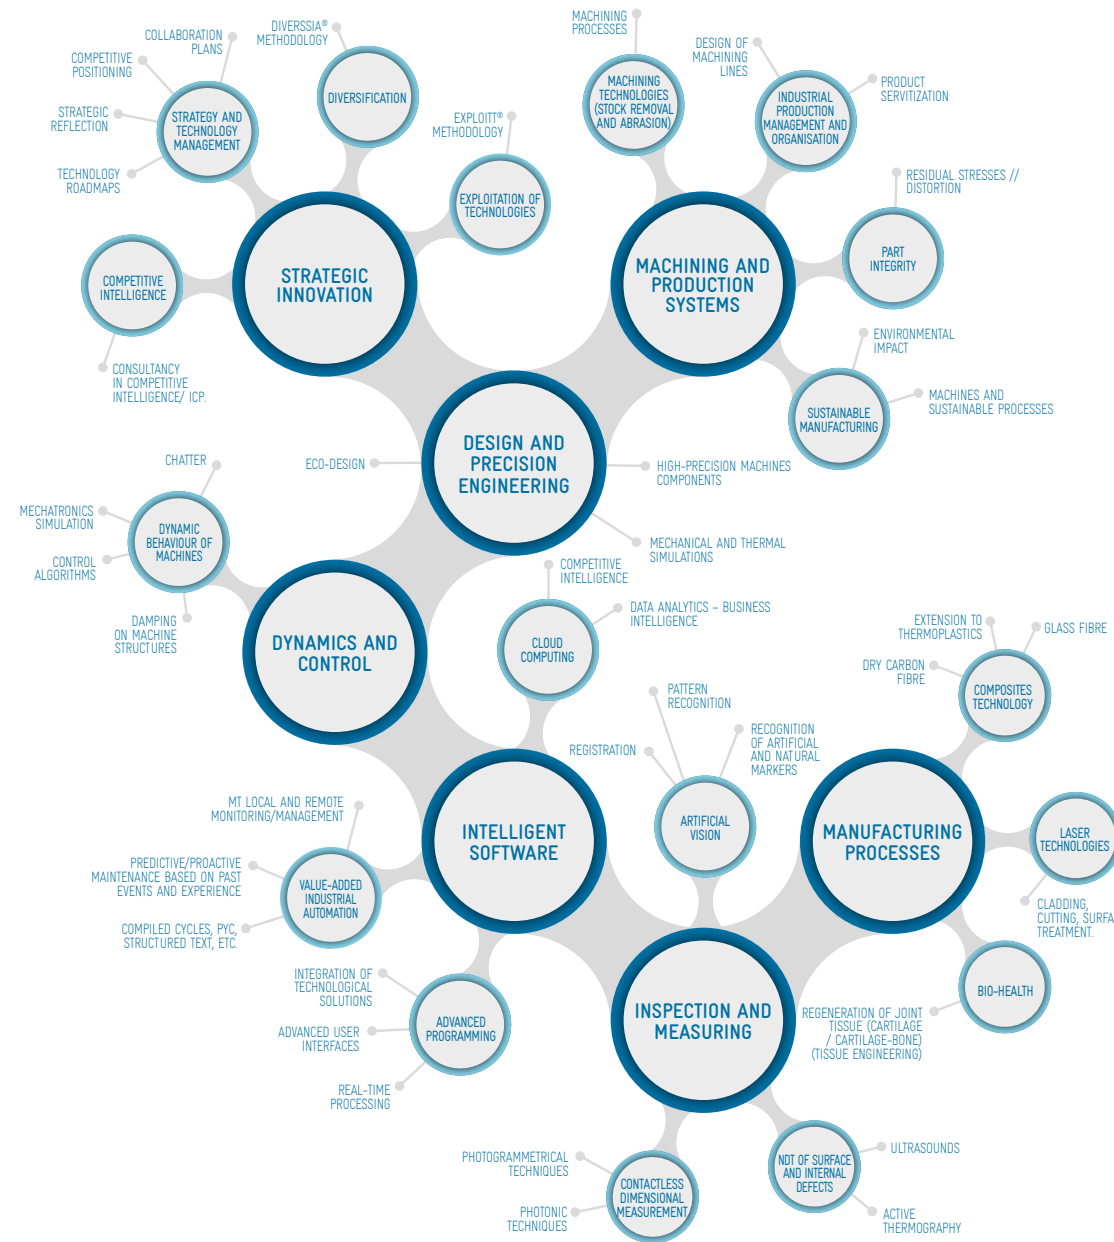 COLLABORATION
PLANS
DIVERSSIA®
METHODOLOGY
COMPETITIVE
POSITIONING
STRATEGIC
REFLECTION
TECHNOLOGY
ROADMAPS
STRATEGY AND
TECHNOLOGY
MANAGEMENT
DIVERSIFICATION
EXPLOITT®
METHODOLOGY
EXPLOITATION OF
TECHNOLOGIES
COMPETITIVE
INTELLIGENCE
CONSULTANCY
IN COMPETITIVE
INTELLIGENCE/ ICP.
STRATEGIC
INNOVATION
MACHINING
PROCESSES
DESIGN OF
MACHINING
LINES
MACHINING
TECHNOLOGIES
(STOCK REMOVAL
AND ABRASION)
INDUSTRIAL
PRODUCTION
MANAGEMENT AND
ORGANISATION
PRODUCT
SERVITIZATION
RESIDUAL STRESSES //
DISTORTION
PART
INTEGRITY
MACHINING AND
PRODUCTION
SYSTEMS
ENVIRONMENTAL
IMPACT
MACHINES AND
SUSTAINABLE PROCESSES
SUSTAINABLE
MANUFACTURING
DESIGN AND
PRECISION
ENGINEERING
ECO-DESIGN
HIGH-PRECISION MACHINES
COMPONENTS
MECHANICAL AND THERMAL
SIMULATIONS
CHATTER
MECHATRONICS
SIMULATION
CONTROL
ALGORITHMS
DAMPING
ON MACHINE
STRUCTURES
DYNAMIC
BEHAVIOUR OF
MACHINES
DYNAMICS AND
CONTROL
COMPETITIVE
INTELLIGENCE
DATA ANALYTICS - BUSINESS
INTELLIGENCE
CLOUD
COMPUTING
EXTENSION TO
THERMOPLASTICS
GLASS FIBRE
DRY CARBON
FIBRE
COMPOSITES
TECHNOLOGY
PATTERN
RECOGNITION
REGISTRATION
RECOGNITION
OF ARTIFICIAL
AND NATURAL
MARKERS
ARTIFICIAL
VISION
INTELLIGENT
SOFTWARE
MANUFACTURING
PROCESSES
LASER
TECHNOLOGIES
CLADDING,
CUTTING, SURFA
TREATMENT.
MT LOCAL AND REMOTE
MONITORING/MANAGEMENT
PREDICTIVE/PROACTIVE
MAINTENANCE BASED ON PAST
EVENTS AND EXPERIENCE
COMPILED CYCLES, PYC,
STRUCTURED TEXT, ETC.
VALUE-ADDED
INDUSTRIAL
AUTOMATION
INTEGRATION OF
TECHNOLOGICAL
SOLUTIONS
ADVANCED USER
INTERFACES
REAL-TIME
PROCESSING
ADVANCED
PROGRAMMING
INSPECTION AND
MEASURING
BIO-HEALTH
REGENERATION OF JOINT
TISSUE (CARTILAGE
/ CARTILAGE-BONE)
(TISSUE ENGINEERING)
PHOTOGRAMMETRICAL
TECHNIQUES
PHOTONIC
TECHNIQUES
CONTACTLESS
DIMENSIONAL
MEASUREMENT
NDT OF SURFACE
AND INTERNAL
DEFECTS
ULTRASOUNDS
ACTIVE
THERMOGRAPHY